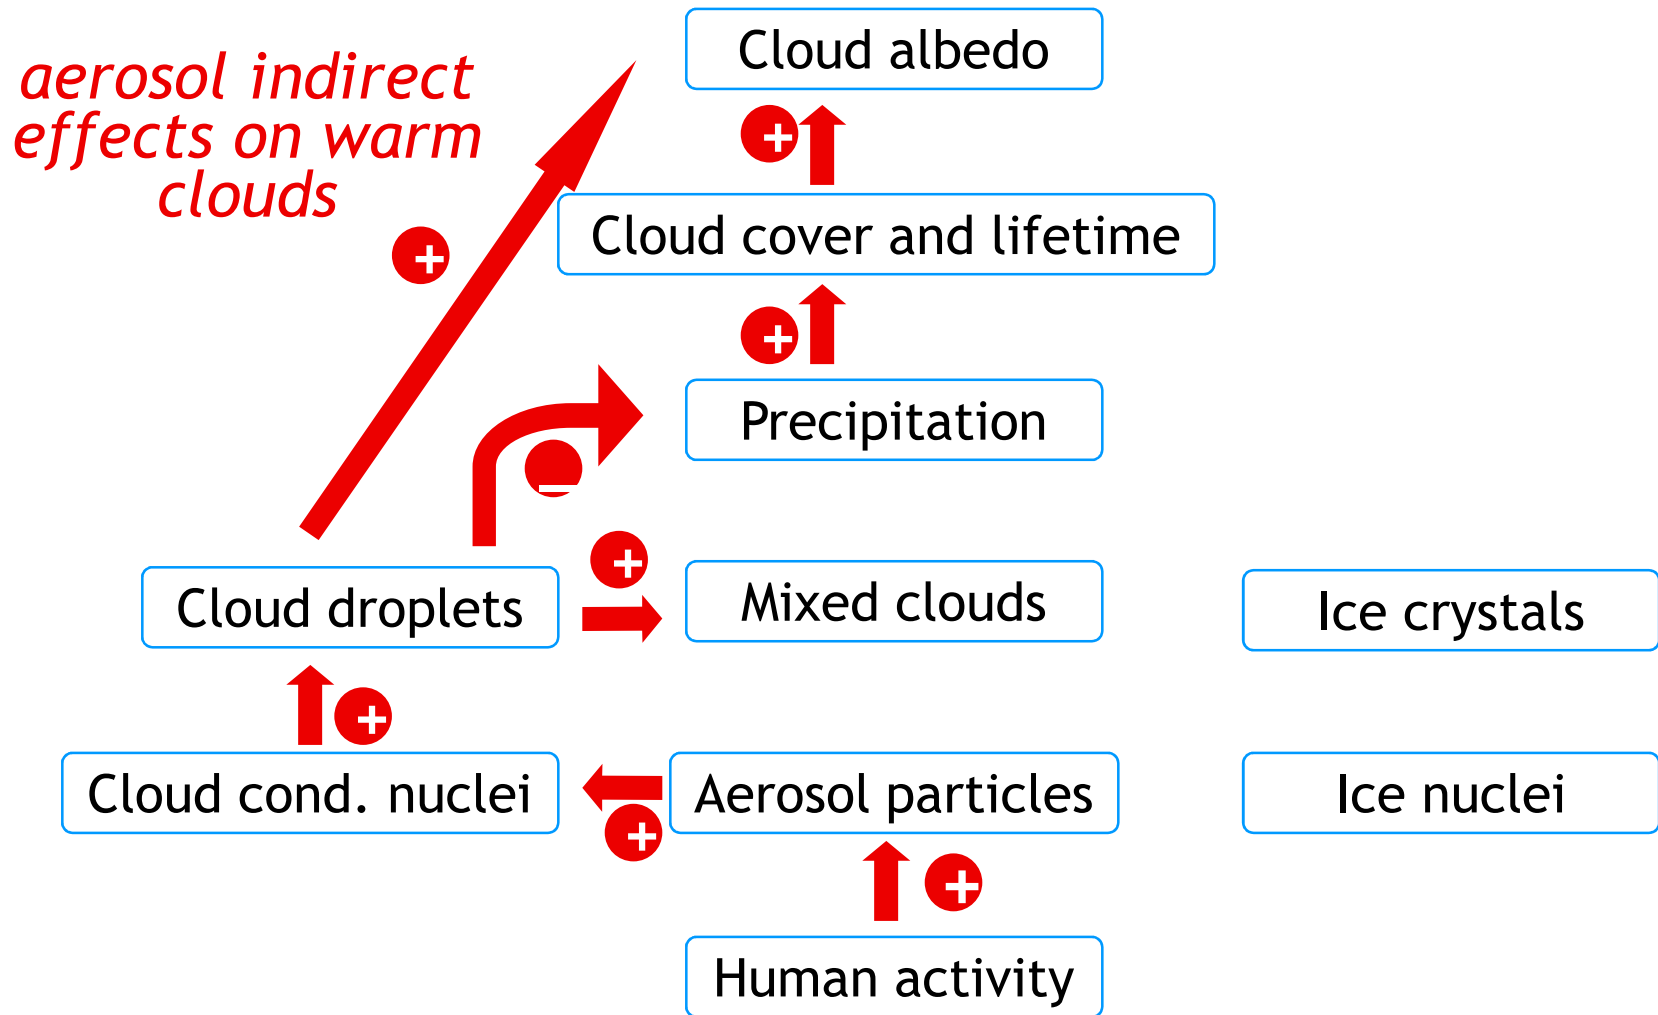 aerosol indirect
effects on warm
clouds
Cloud albedo
+
Cloud cover and lifetime
+
+
Precipitation
–
+
Cloud droplets
Mixed clouds
Ice crystals
+
Cloud cond. nuclei
Aerosol particles
Ice nuclei
+
+
Human activity